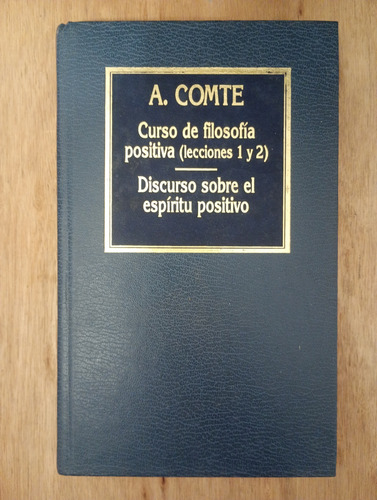 A. COMTE
Curso de filosofía
positiva (lecciones 1 y 2)
Discurso sobre el
espíritu positivo